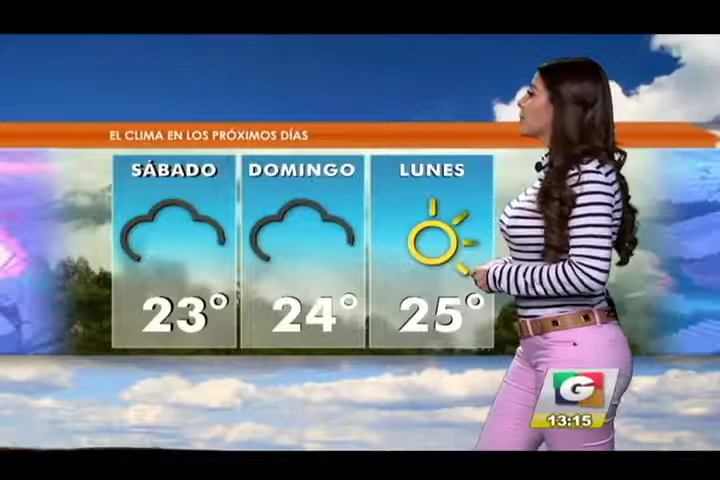 EL CLIMA EN LOS PRÓXIMOS DÍAS
SÁBADO DOMINGO LUNES
23° 24° 25°
G
13:15